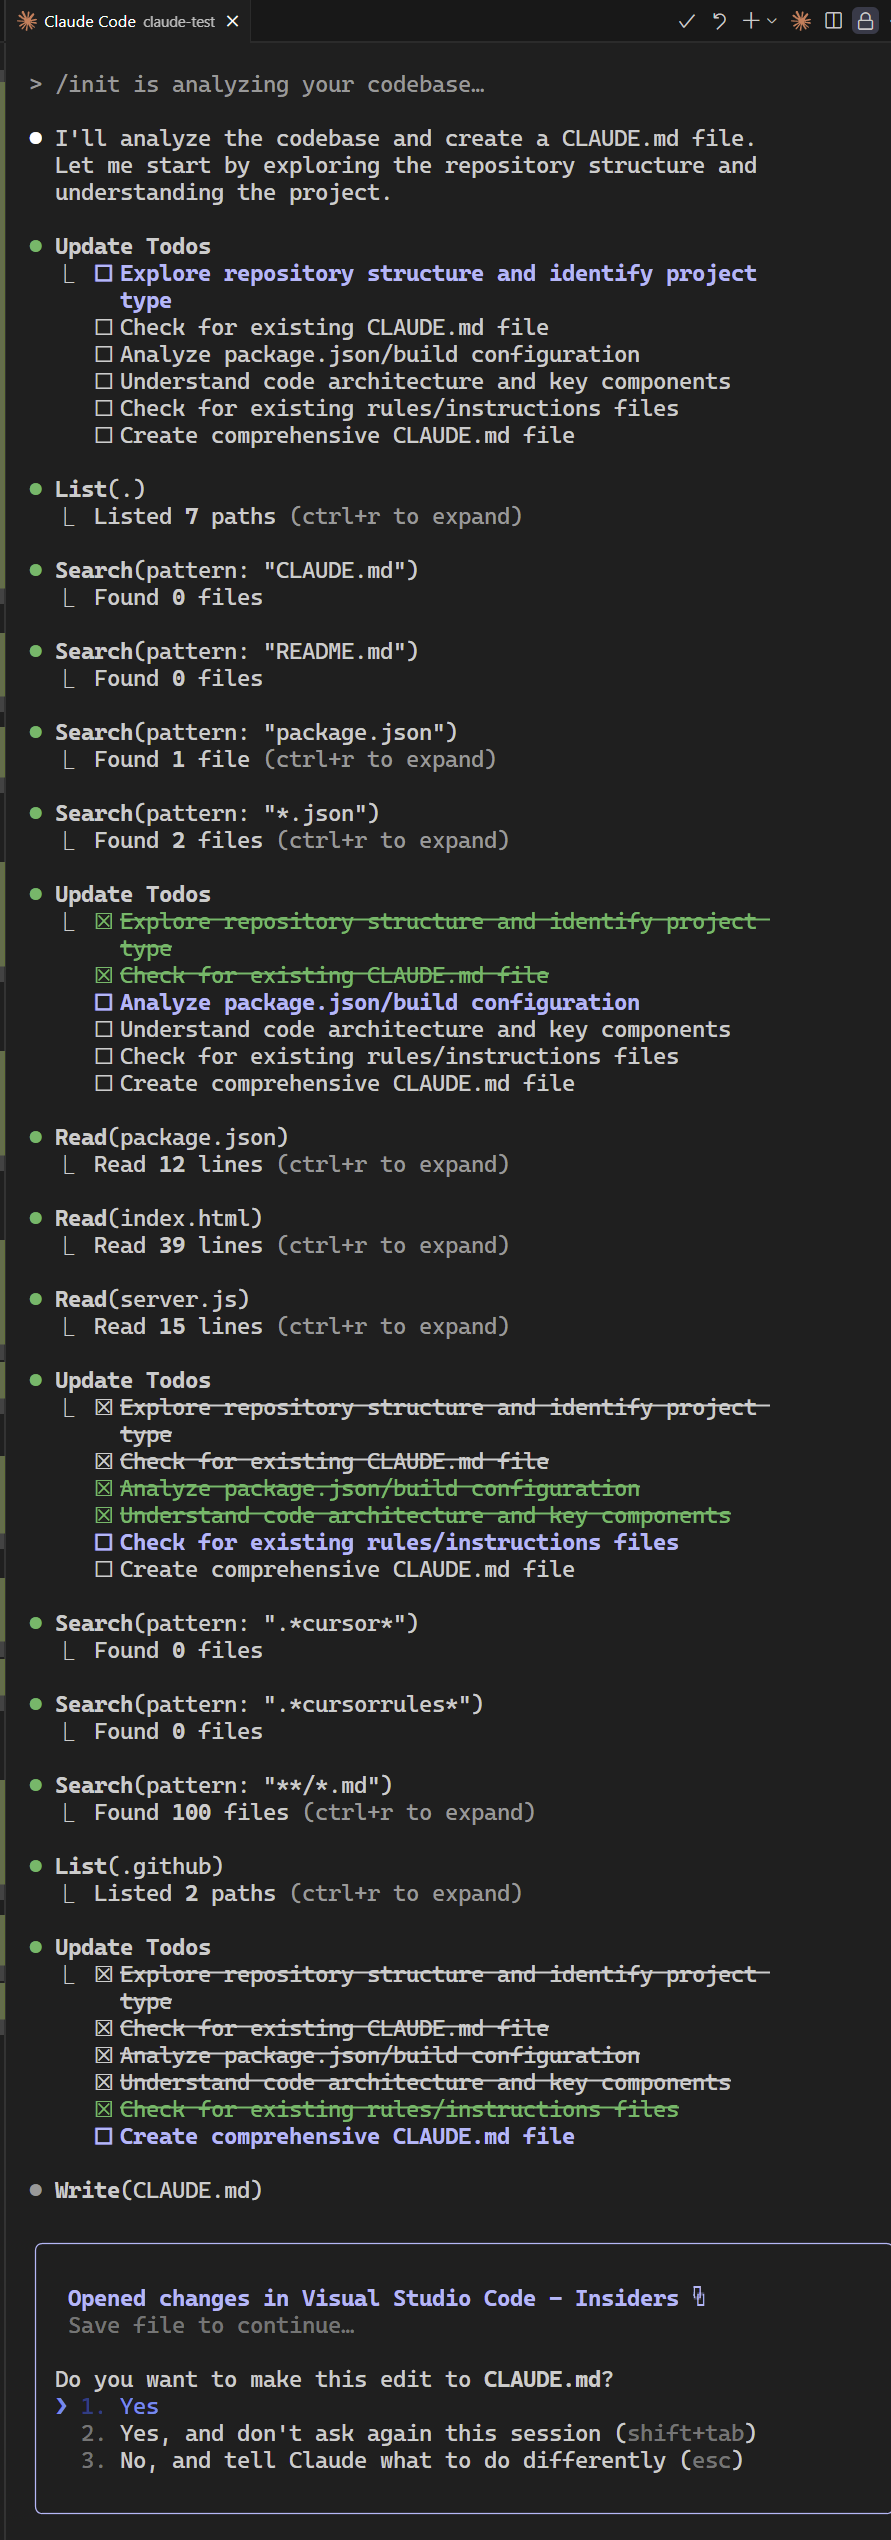 Claude Code claude-test
> /init is analyzing your codebase…
● I'll analyze the codebase and create a CLAUDE.md file.
Let me start by exploring the repository structure and
understanding the project.
● Update Todos
⎿ ☐ Explore repository structure and identify project
type
☐ Check for existing CLAUDE.md file
☐ Analyze package.json/build configuration
☐ Understand code architecture and key components
☐ Check for existing rules/instructions files
☐ Create comprehensive CLAUDE.md file
● List(.)
⎿ Listed 7 paths (ctrl+r to expand)
● Search(pattern: "CLAUDE.md")
⎿ Found 0 files
● Search(pattern: "README.md")
⎿ Found 0 files
● Search(pattern: "package.json")
⎿ Found 1 file (ctrl+r to expand)
● Search(pattern: "*.json")
⎿ Found 2 files (ctrl+r to expand)
● Update Todos
⎿ ☒ Explore repository structure and identify project
type
☒ Check for existing CLAUDE.md file
☐ Analyze package.json/build configuration
☐ Understand code architecture and key components
☐ Check for existing rules/instructions files
☐ Create comprehensive CLAUDE.md file
● Read(package.json)
⎿ Read 12 lines (ctrl+r to expand)
● Read(index.html)
⎿ Read 39 lines (ctrl+r to expand)
● Read(server.js)
⎿ Read 15 lines (ctrl+r to expand)
● Update Todos
⎿ ☒ Explore repository structure and identify project
type
☒ Check for existing CLAUDE.md file
☒ Analyze package.json/build configuration
☒ Understand code architecture and key components
☐ Check for existing rules/instructions files
☐ Create comprehensive CLAUDE.md file
● Search(pattern: ".*cursor*")
⎿ Found 0 files
● Search(pattern: ".*cursorrules*")
⎿ Found 0 files
● Search(pattern: "**/*.md")
⎿ Found 100 files (ctrl+r to expand)
● List(.github)
⎿ Listed 2 paths (ctrl+r to expand)
● Update Todos
⎿ ☒ Explore repository structure and identify project
type
☒ Check for existing CLAUDE.md file
☒ Analyze package.json/build configuration
☒ Understand code architecture and key components
☒ Check for existing rules/instructions files
☐ Create comprehensive CLAUDE.md file
● Write(CLAUDE.md)
Opened changes in Visual Studio Code - Insiders
Save file to continue…
Do you want to make this edit to CLAUDE.md?
❯ 1. Yes
2. Yes, and don't ask again this session (shift+tab)
3. No, and tell Claude what to do differently (esc)